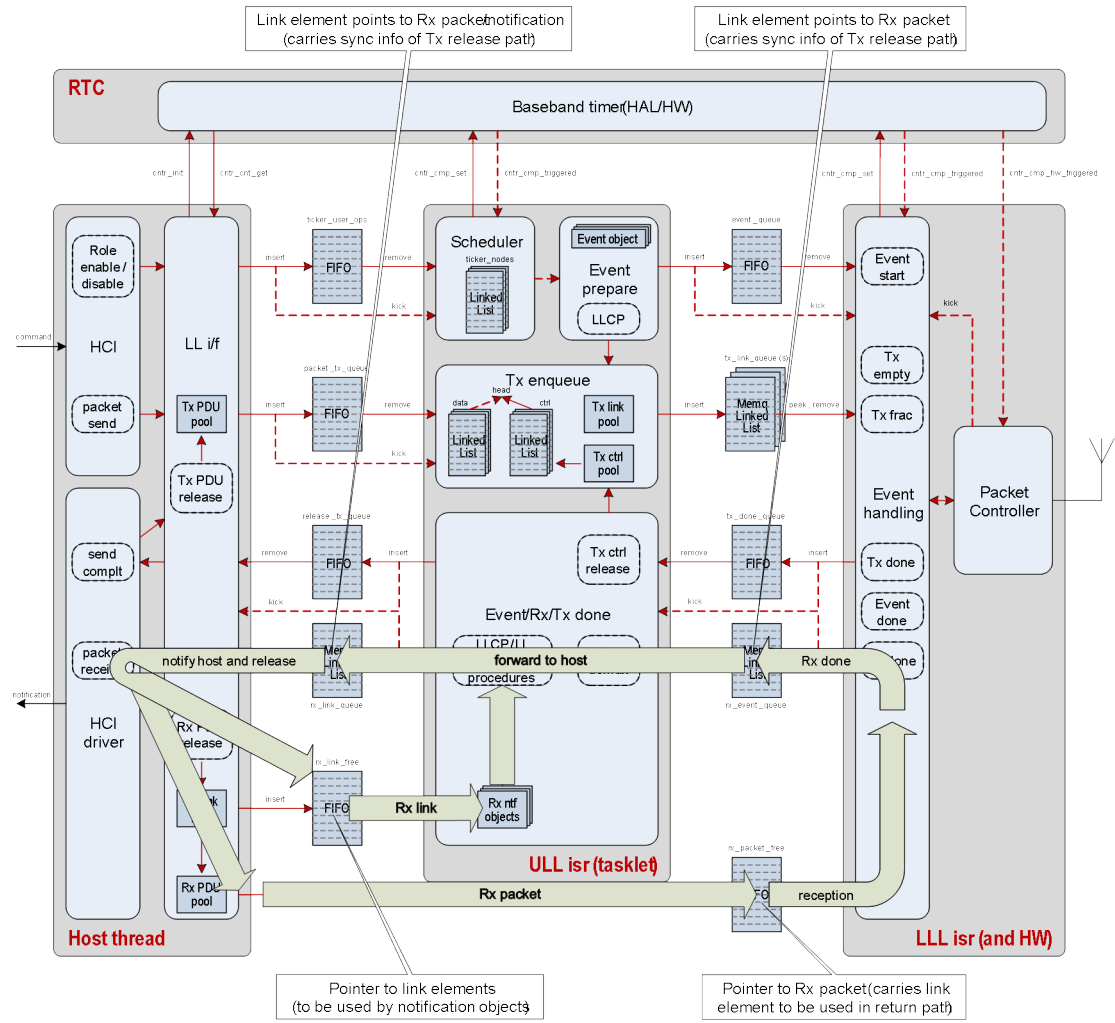 Link element points to Rx packet/notification
(carries sync info of Tx release path)
Link element points to Rx packet
(carries sync info of Tx release path)
RTC
Baseband timer(HAL/HW)
cntr_init
cntr_cnt_get
cntr_cmp_set
cntr_cmp_triggered
cntr_cmp_set
cntr_cmp_triggered
cntr_cmp_hw_triggered
Role
enable /
disable
HCI
packet
send
command
LL i/f
Tx PDU
pool
Tx PDU
release
ticker_user_ops
insert
FIFO
remove
kick
Scheduler
ticker_nodes
Linked
List
Event object
Event
prepare
LLCP
event_queue
insert
FIFO
remove
kick
Event
start
kick
Tx
empty
Tx frac
packet_tx_queue
insert
FIFO
remove
kick
Tx enqueue
head
data
ctrl
Linked
List
Linked
List
Tx link
pool
Tx ctrl
pool
tx_link_queue (s)
insert
Memq
Linked
List
peek, remove
Event
handling
Packet
Controller
send
complt
release_tx_queue
remove
FIFO
insert
kick
Tx ctrl
release
Event/Rx/Tx done
tx_done_queue
remove
FIFO
insert
kick
Tx done
Event
done
packet
notify host and release
List
rx_link_queue
LLCP/LL
procedures
forward to host
List
rx_event_queue
Rx done
notification
HCI
driver
rx_link_free
insert
FIFO
Rx link
Rx ntf
objects
ULL isr (tasklet)
Rx PDU
pool
Rx packet
rx_packet_free
reception
Host thread
LLL isr (and HW)
Pointer to link elements
(to be used by notification objects)
Pointer to Rx packet(carries link
element to be used in return path)